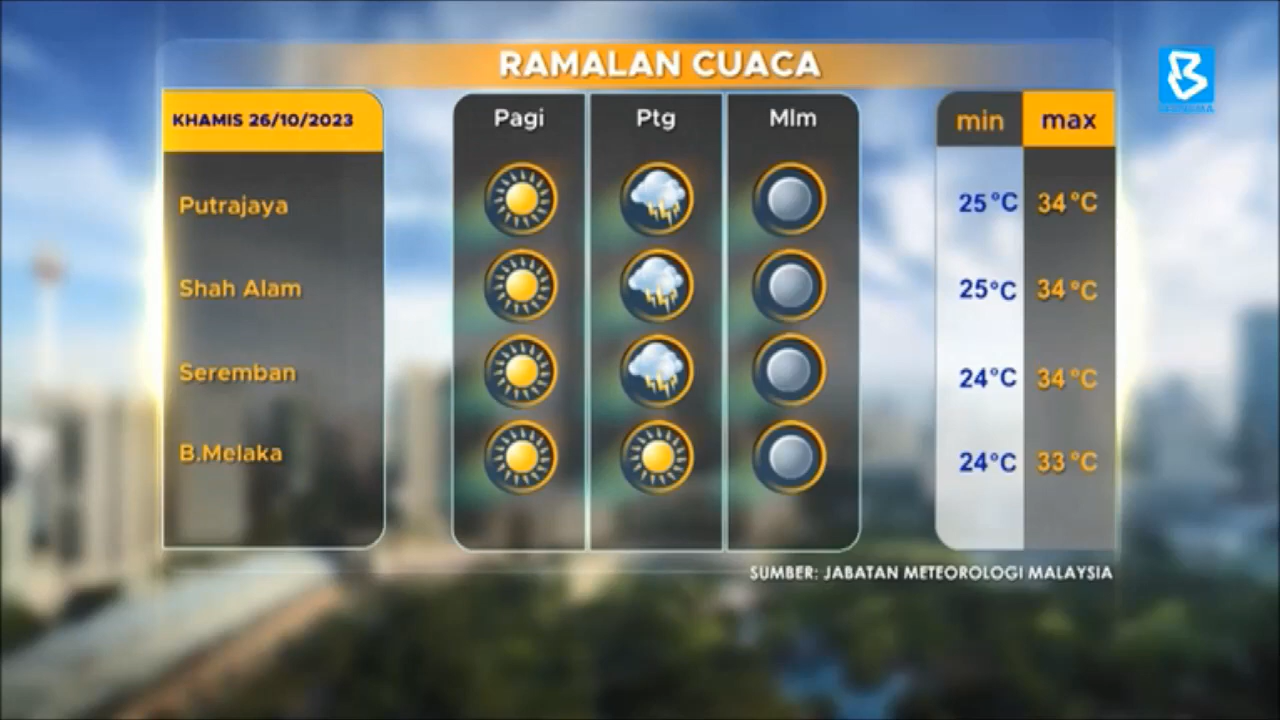 RAMALAN CUACA
KHAMIS 26/10/2023
Pagi Ptg Mlm min max
Putrajaya 25°C 34°C
Shah Alam 25°C 34°C
Seremban 24°C 34°C
B.Melaka 24°C 33°C
SUMBER: JABATAN METEOROLOGI MALAYSIA